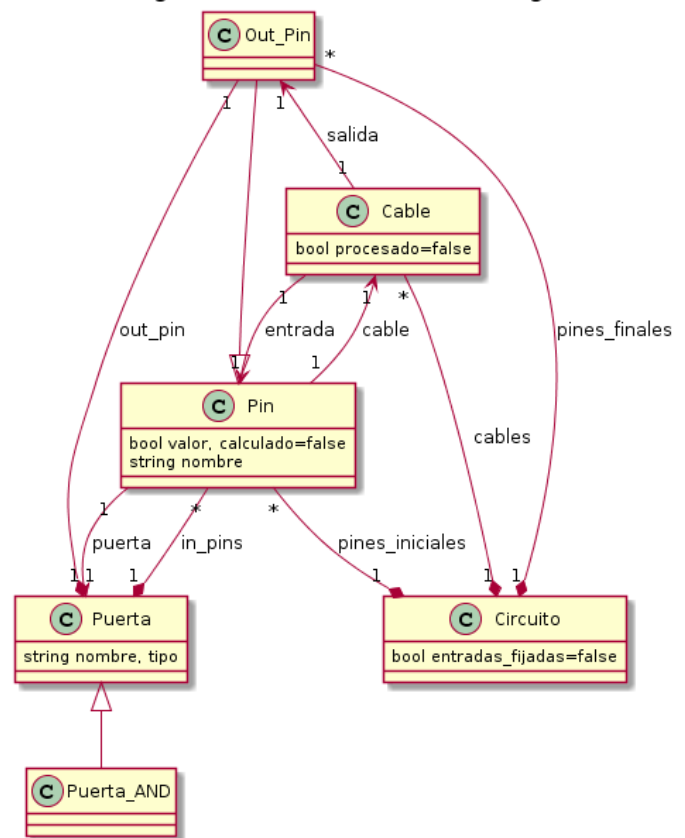 C Out_Pin
*
1
1
salida
1
C Cable
bool procesado=false
1
1
*
out_pin
entrada
cable
pines_finales
1
1
C Pin
bool valor, calculado=false
string nombre
cables
1
*
*
puerta
in_pins
pines_iniciales
1
1
1
1
1
1
C Puerta
string nombre, tipo
C Circuito
bool entradas_fijadas=false
C Puerta_AND